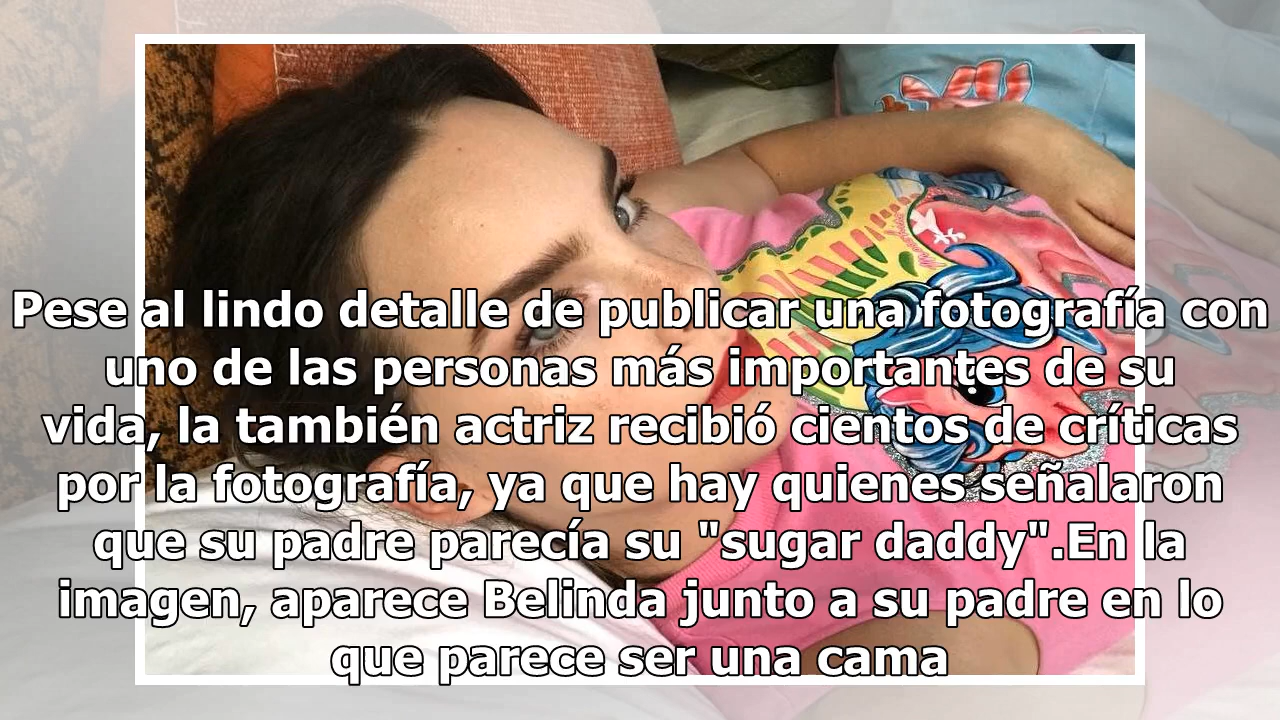 Pese al lindo detalle de publicar una fotografía con
uno de las personas más importantes de su
vida, la también actriz recibió cientos de críticas
por la fotografía, ya que hay quienes señalaron
que su padre parecía su "sugar daddy".En la
imagen, aparece Belinda junto a su padre en lo
que parece ser una cama